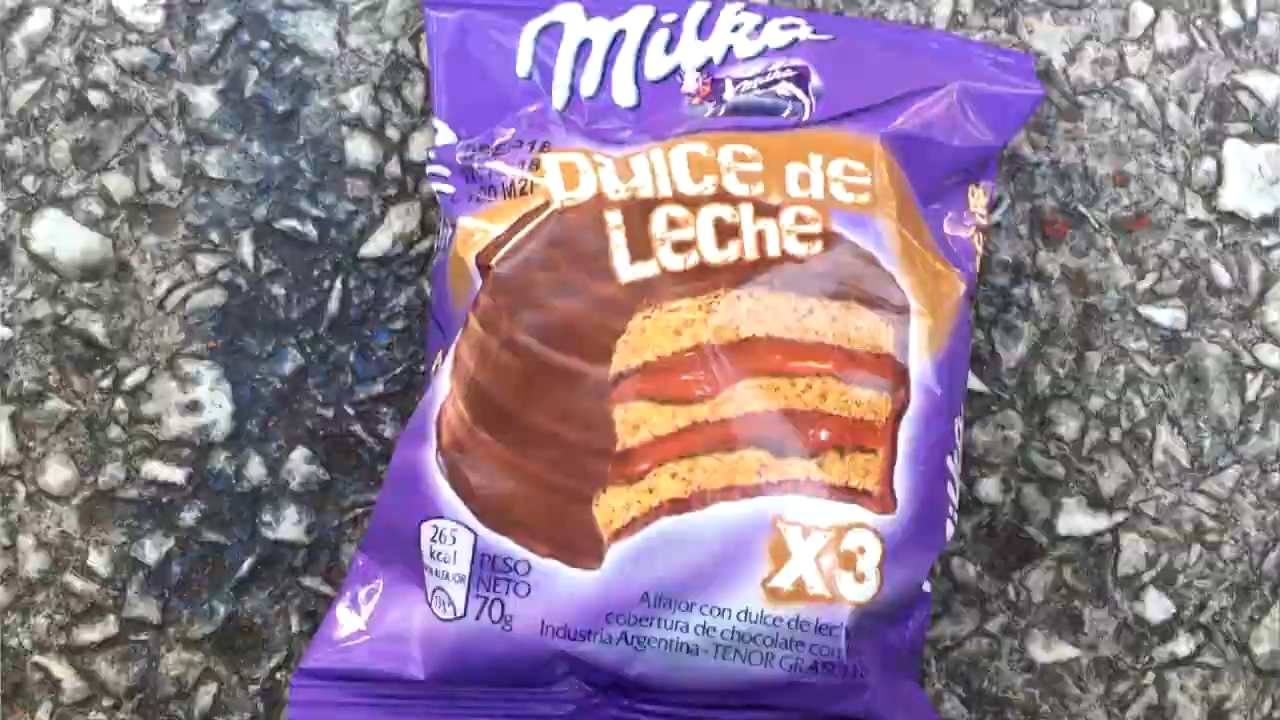 Milka
Milka
Dulce de
Leche
X3
265
kcal
PESO
NETO
70g
Alfajor con dulce de
cobertura de chocolate con
Industria Argentina - TENOR